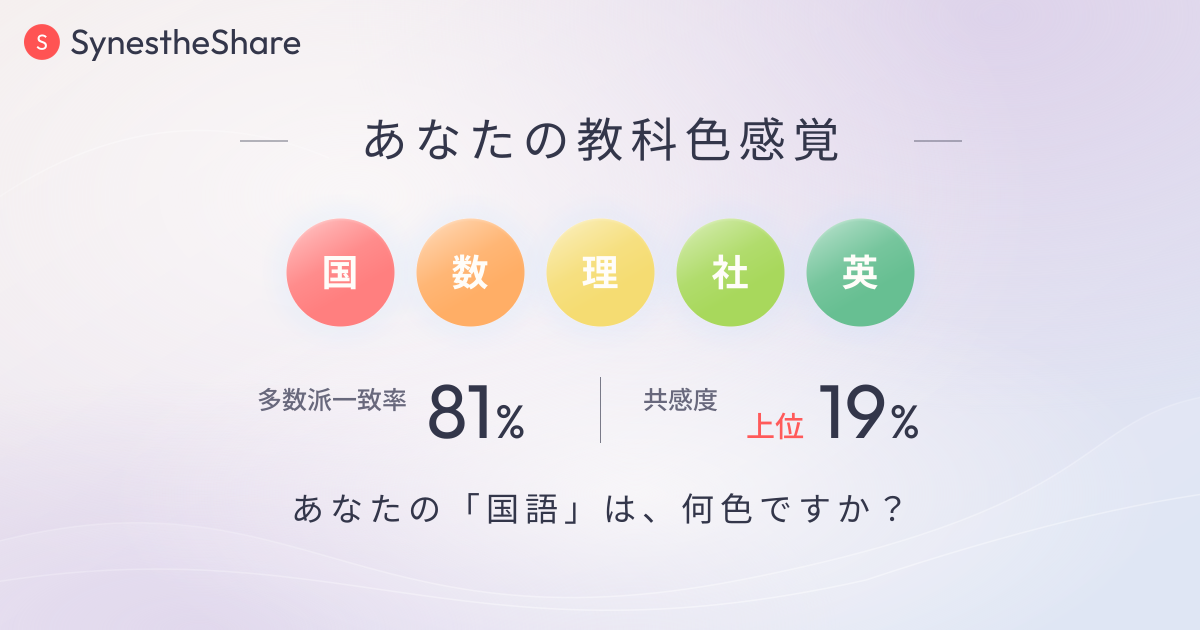 S SynestheShare
あなたの教科色感覚
国 数 理 社 英
多数派一致率 81% 共感度 上位 19%
あなたの「国語」は、何色ですか？